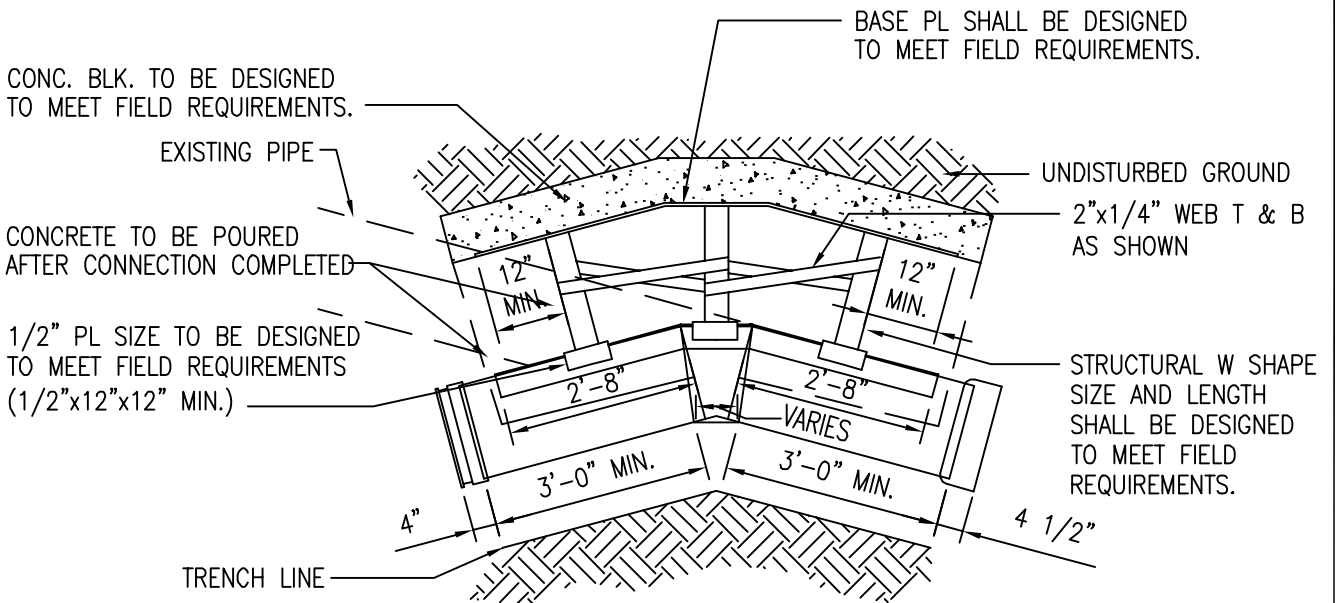 BASE PL SHALL BE DESIGNED
TO MEET FIELD REQUIREMENTS.
CONC. BLK. TO BE DESIGNED
TO MEET FIELD REQUIREMENTS.
EXISTING PIPE
UNDISTURBED GROUND
2"x1/4" WEB T & B
AS SHOWN
CONCRETE TO BE POURED
AFTER CONNECTION COMPLETED
12"
MIN.
12"
MIN.
1/2" PL SIZE TO BE DESIGNED
TO MEET FIELD REQUIREMENTS
(1/2"x12"x12" MIN.)
STRUCTURAL W SHAPE
SIZE AND LENGTH
SHALL BE DESIGNED
TO MEET FIELD
REQUIREMENTS.
2'-8"
2'-8"
VARIES
3'-0" MIN.
3'-0" MIN.
4"
4 1/2"
TRENCH LINE